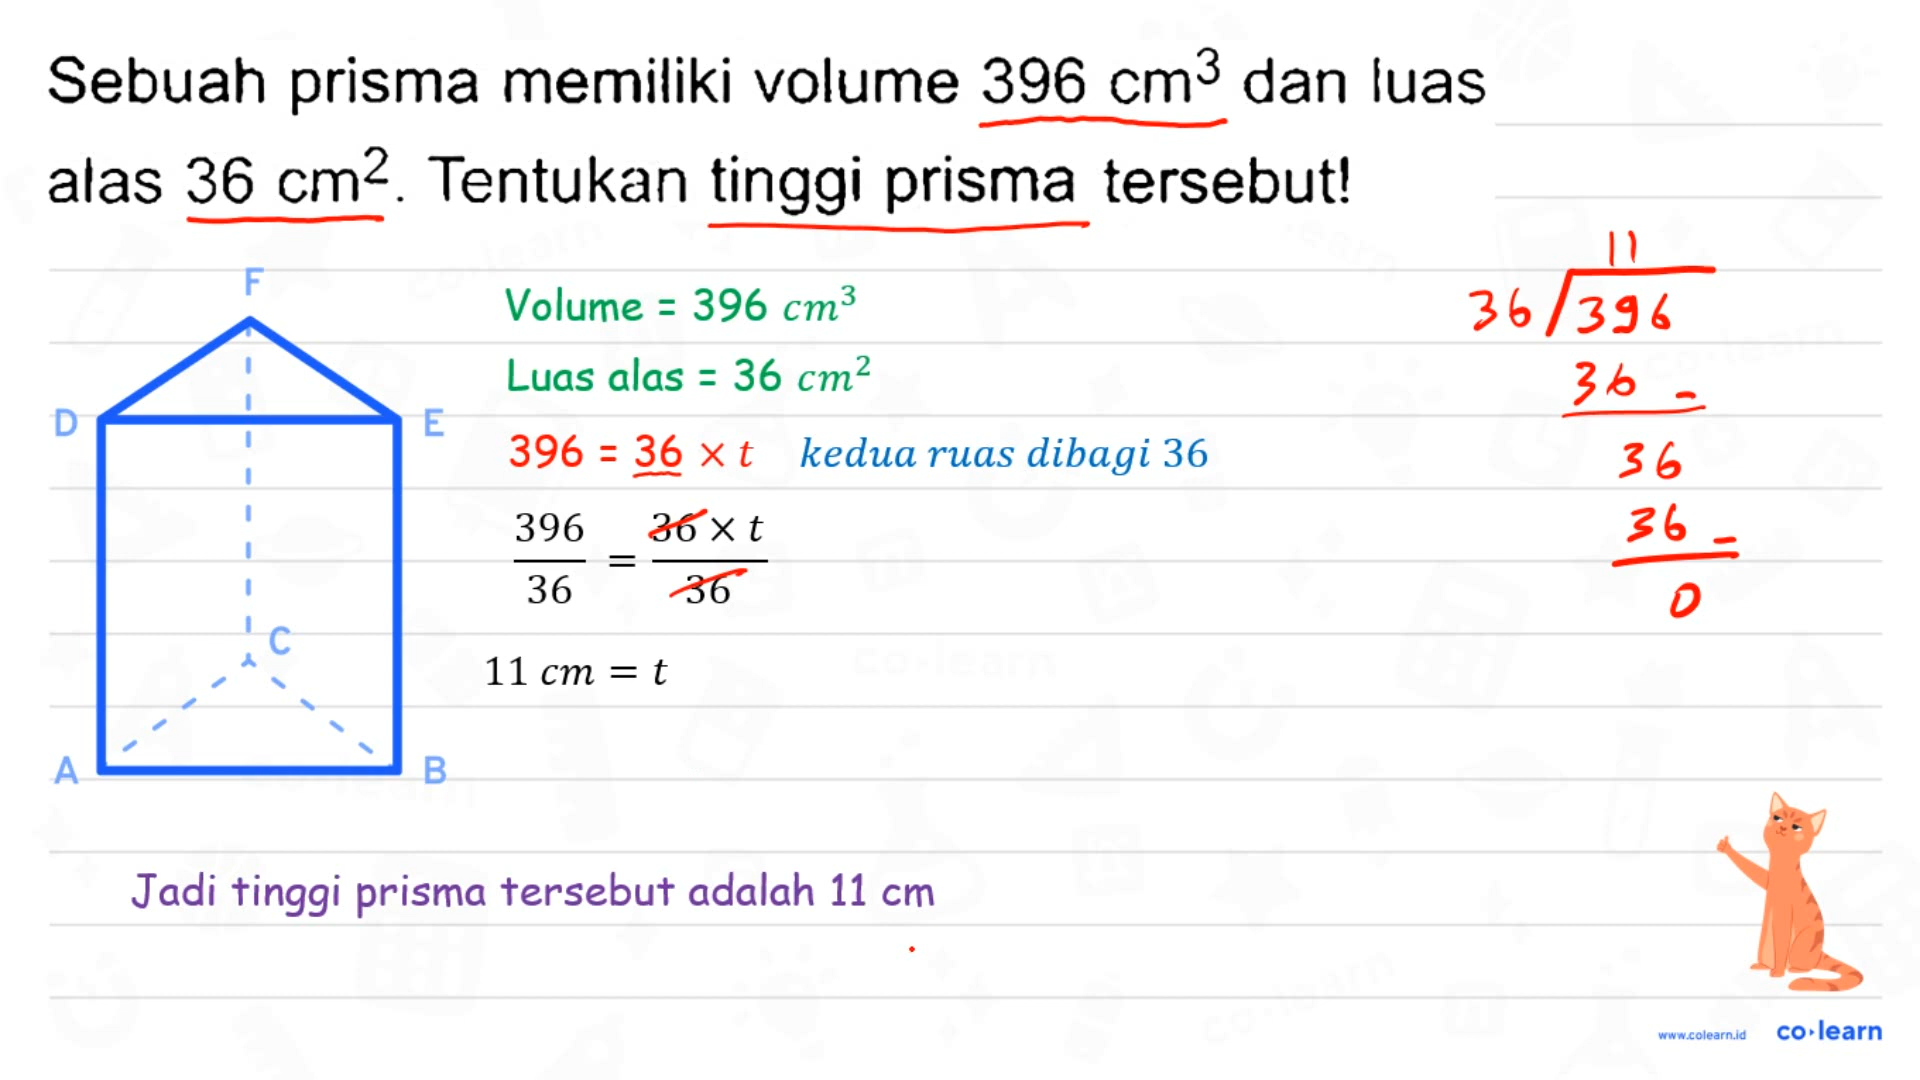 Sebuah prisma memiliki volume 396 cm³ dan luas
alas 36 cm². Tentukan tinggi prisma tersebut!
F
D
E
C
A
B
Volume = 396 cm³
Luas alas = 36 cm²
396 = 36 × t kedua ruas dibagi 36
396/36 = 36 × t/36
11 cm = t
11
36 396
36 -
36
36 -
0
Jadi tinggi prisma tersebut adalah 11 cm
www.colearn.id co·learn